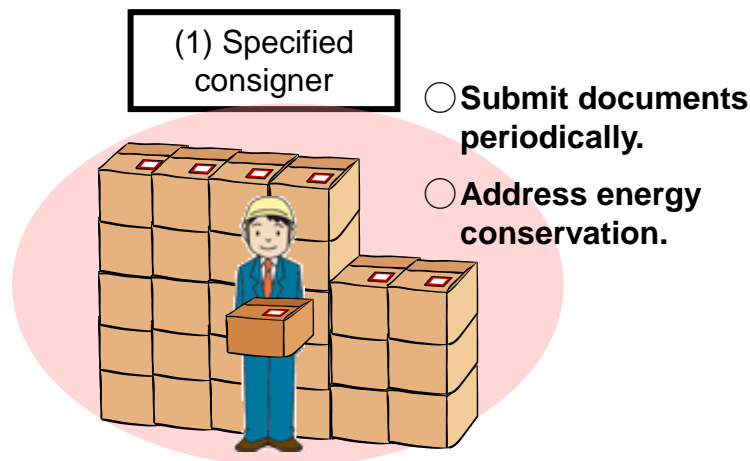 (1) Specified
consigner
○Submit documents
periodically.
○Address energy
conservation.